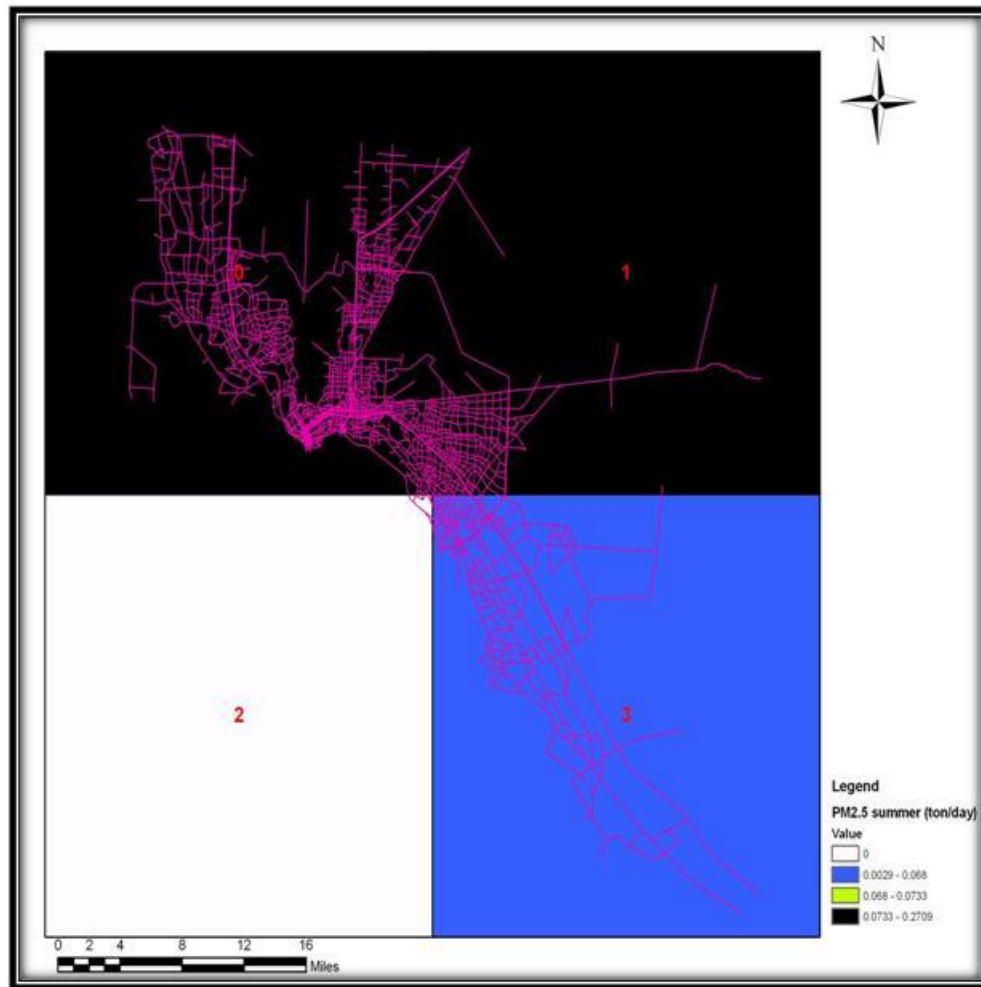 N
0
1
2
3
Legend
PM2.5 summer (ton/day)
Value
0
0.0029 - 0.068
0.068 - 0.0733
0.0733 - 0.2709
0 2 4 8 12 16
Miles